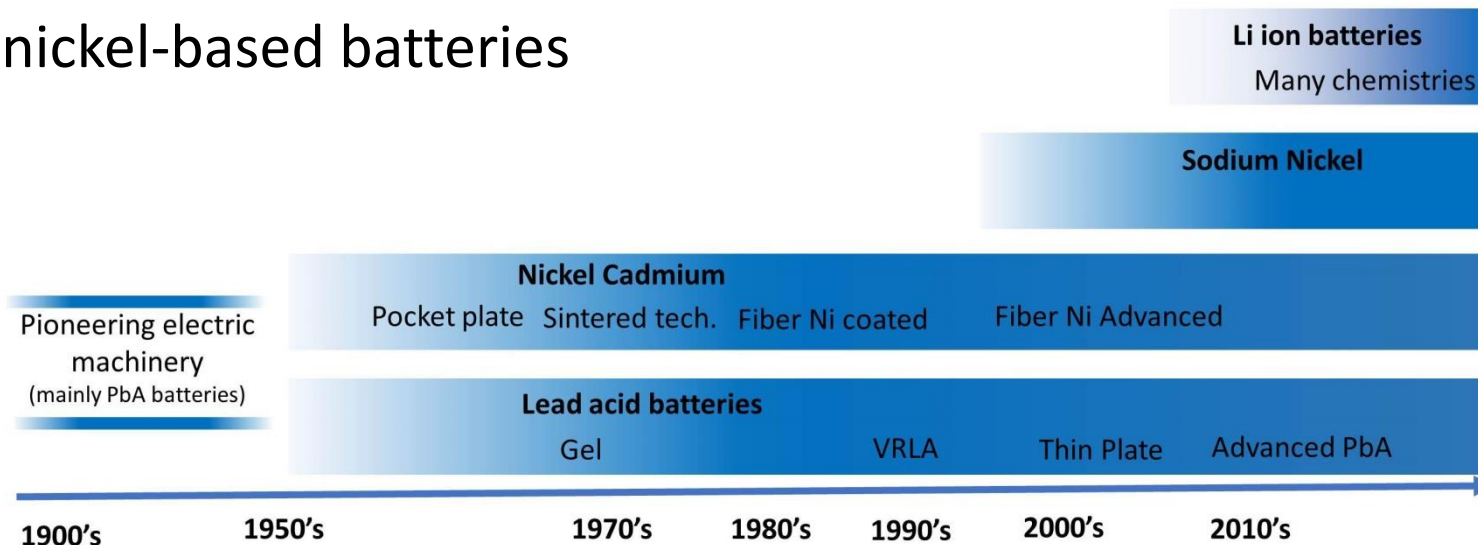 nickel-based batteries
Li ion batteries
Many chemistries
Sodium Nickel
Nickel Cadmium
Pocket plate Sintered tech. Fiber Ni coated Fiber Ni Advanced
Pioneering electric
machinery
(mainly PbA batteries)
Lead acid batteries
Gel VRLA Thin Plate Advanced PbA
1900's 1950's 1970's 1980's 1990's 2000's 2010's